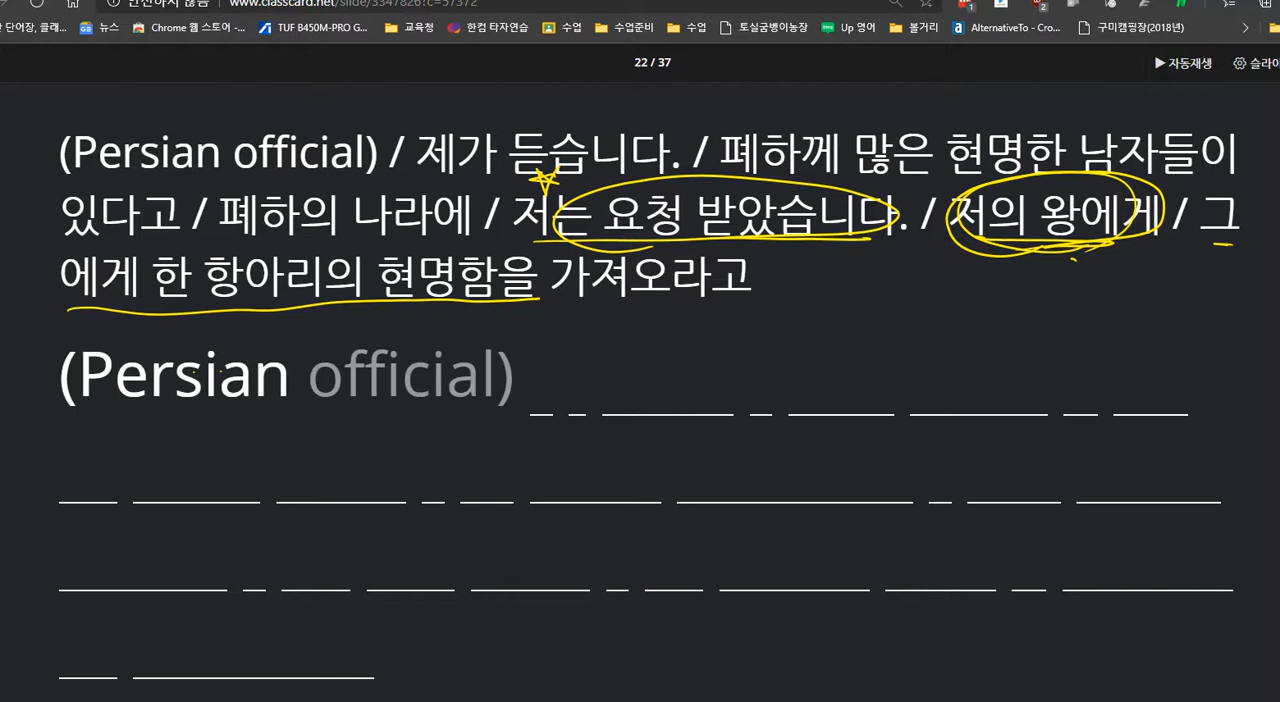 www.classcard.net/slide/3347826?c=57372
뉴스 Chrome 웹 스토어 -... TUF B450M-PRO G... 교육청 한컴 타자연습 수업 수업준비 수업 토실굼벵이농장 Up 영어 볼거리 AlternativeTo - Cro... 구미캠핑장(2018년)
22 / 37
자동재생
(Persian official) / 제가 듣습니다. / 폐하께 많은 현명한 남자들이
있다고 / 폐하의 나라에 / 저는 요청 받았습니다. / 저의 왕에게 / 그
에게 한 항아리의 현명함을 가져오라고
(Persian official)